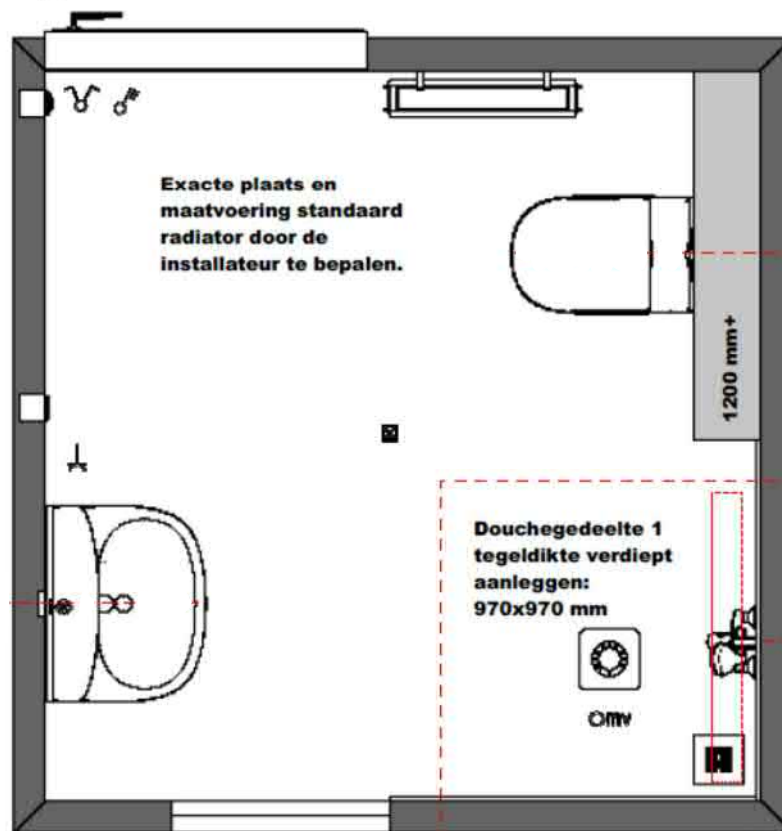 Exacte plaats en
maatvoering standaard
radiator door de
installateur te bepalen.
1200 mm+
Douchegedeelte 1
tegeldikte verdiept
aanleggen:
970x970 mm
mv